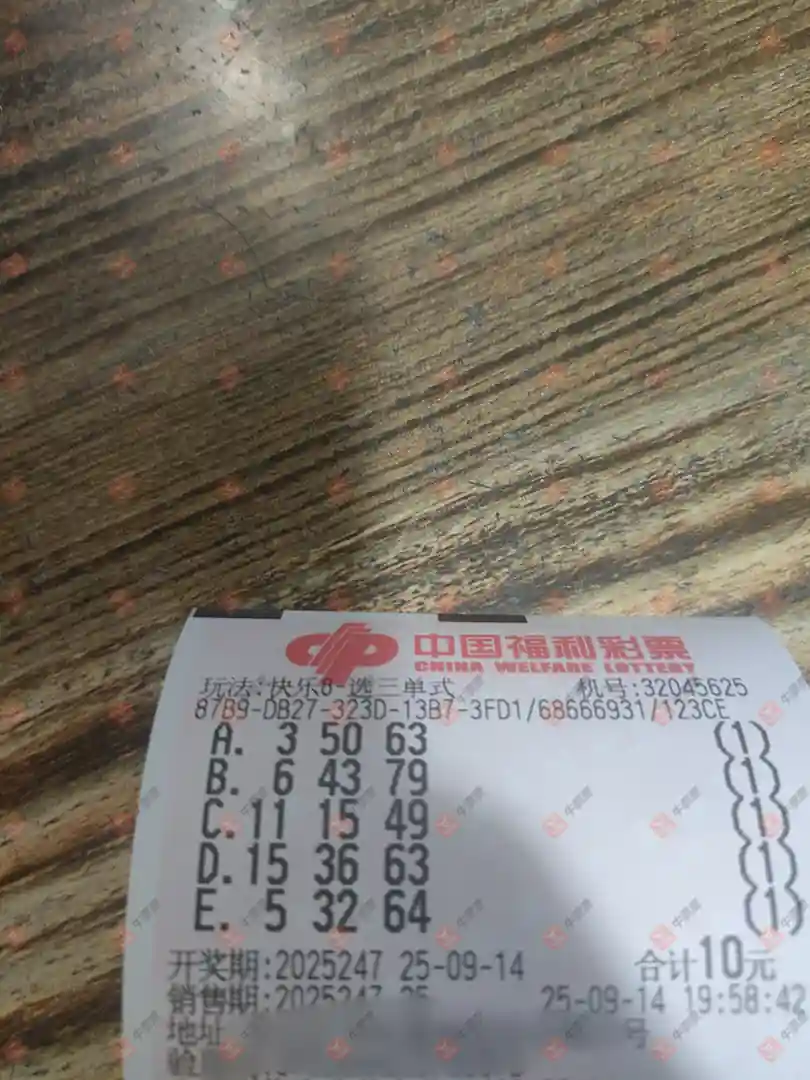 中国福利彩票
CHINA WELFARE LOTTERY
玩法:快乐8-选三单式 机号:32045625
87B9-DB27-323D-13B7-3FD1/68666931/123CE
A. 3 50 63 (1)
B. 6 43 79 (1)
C. 11 15 49 (1)
D. 15 36 63 (1)
E. 5 32 64 (1)
开奖期:2025247 25-09-14 合计10元
销售期:2025247 25-09-14 19:58:42
地址 号
验